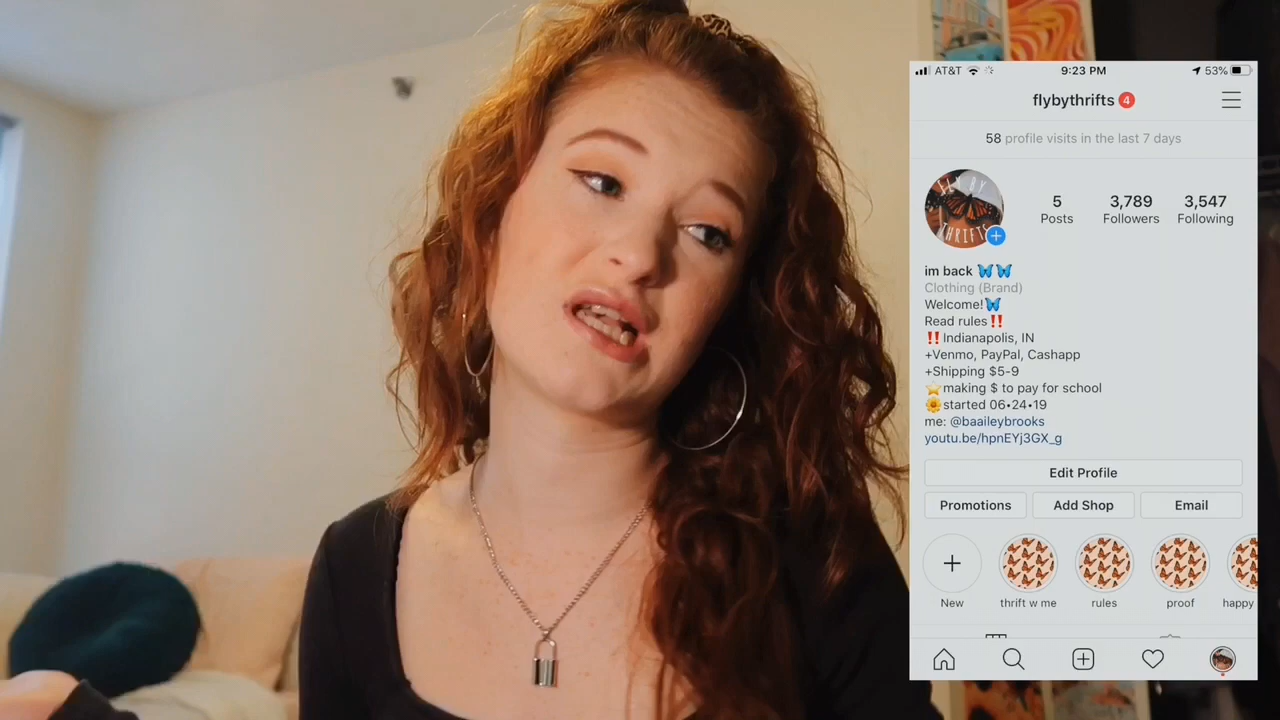 AT&T 9:23 PM 53%
flybythrifts 4
58 profile visits in the last 7 days
FLY BY
THRIFTS
5 3,789 3,547
Posts Followers Following
im back 🦋🦋
Clothing (Brand)
Welcome!🦋
Read rules‼️
‼️Indianapolis, IN
+Venmo, PayPal, Cashapp
+Shipping $5-9
⭐making $ to pay for school
🌼started 06•24•19
me: @baaileybrooks
youtu.be/hpnEYj3GX_g
Edit Profile
Promotions Add Shop Email
New thrift w me rules proof happy